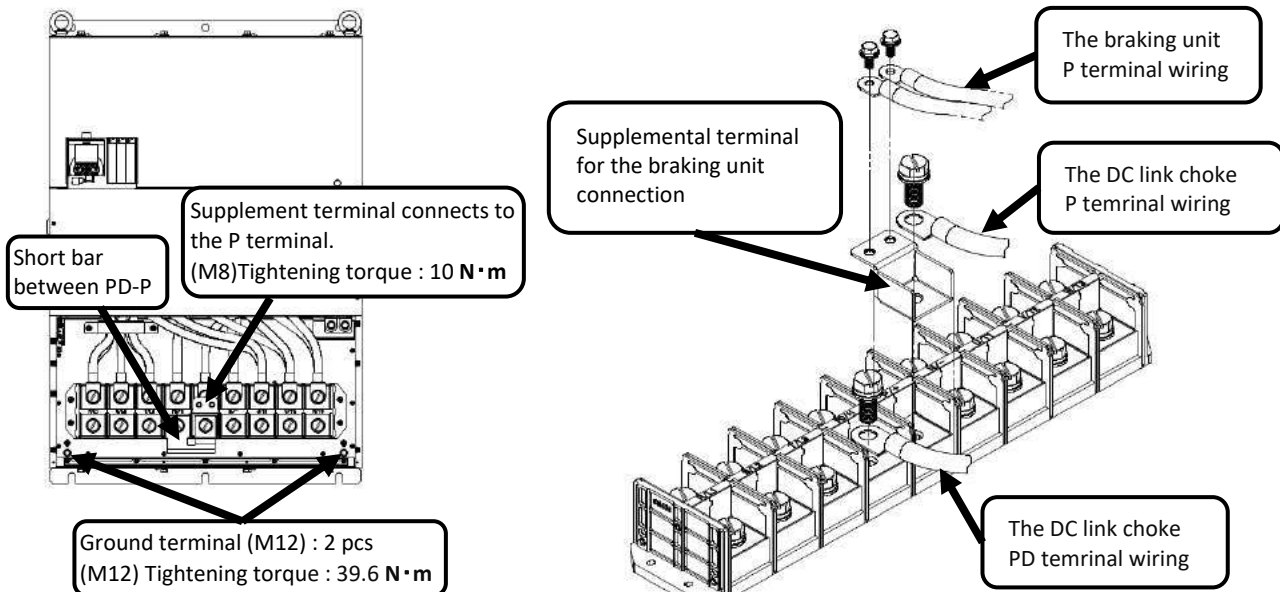 Supplement terminal connects to
the P terminal.
(M8)Tightening torque : 10 N･m
Short bar
between PD-P
Ground terminal (M12) : 2 pcs
(M12) Tightening torque : 39.6 N･m
The braking unit
P terminal wiring
Supplemental terminal
for the braking unit
connection
The DC link choke
P temrinal wiring
The DC link choke
PD temrinal wiring